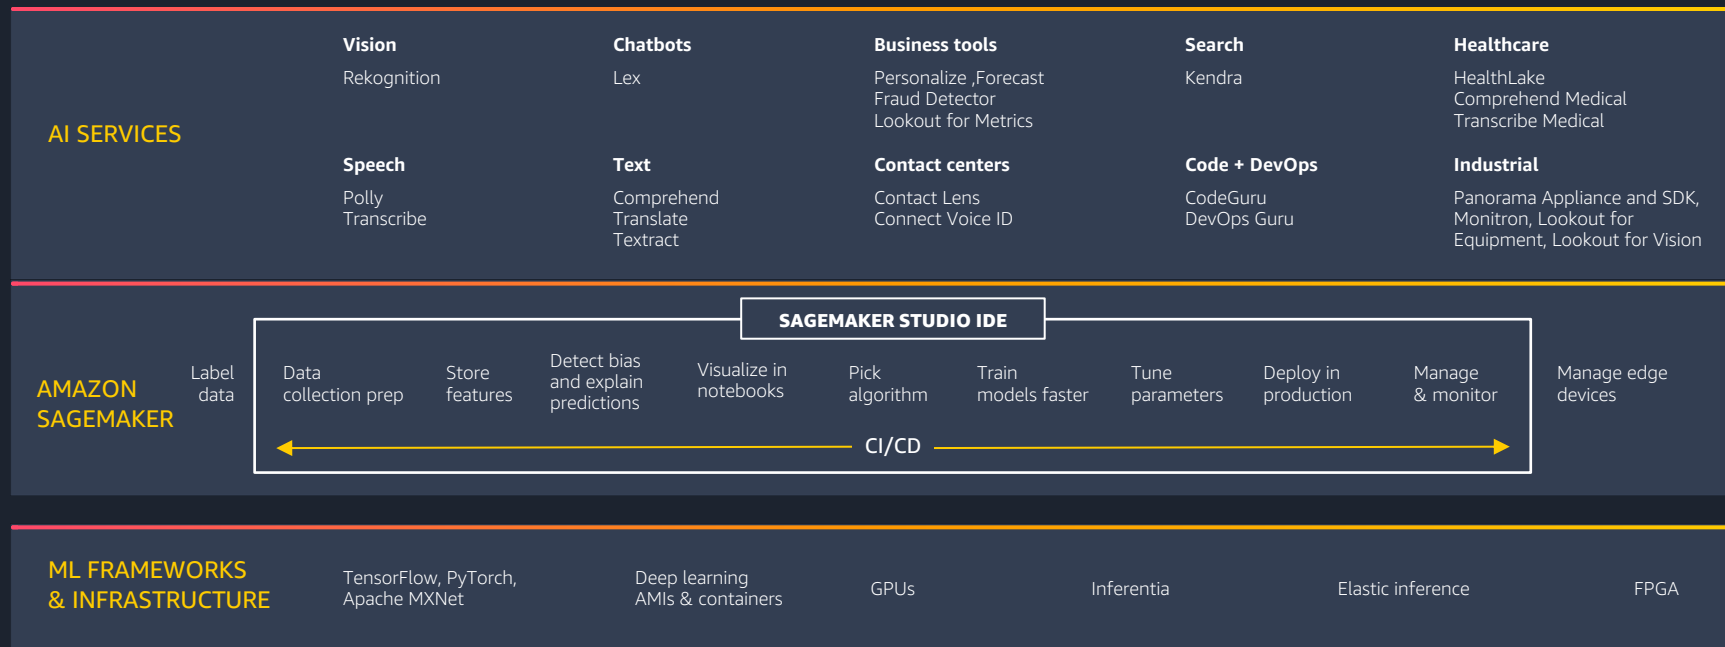 AI SERVICES
Vision
Rekognition
Chatbots
Lex
Business tools
Personalize ,Forecast
Fraud Detector
Lookout for Metrics
Search
Kendra
Healthcare
HealthLake
Comprehend Medical
Transcribe Medical
Speech
Polly
Transcribe
Text
Comprehend
Translate
Textract
Contact centers
Contact Lens
Connect Voice ID
Code + DevOps
CodeGuru
DevOps Guru
Industrial
Panorama Appliance and SDK,
Monitron, Lookout for
Equipment, Lookout for Vision
AMAZON
SAGEMAKER
SAGEMAKER STUDIO IDE
Label
data
Data
collection prep
Store
features
Detect bias
and explain
predictions
Visualize in
notebooks
Pick
algorithm
Train
models faster
Tune
parameters
Deploy in
production
Manage
& monitor
Manage edge
devices
CI/CD
ML FRAMEWORKS
& INFRASTRUCTURE
TensorFlow, PyTorch,
Apache MXNet
Deep learning
AMIs & containers
GPUs
Inferentia
Elastic inference
FPGA